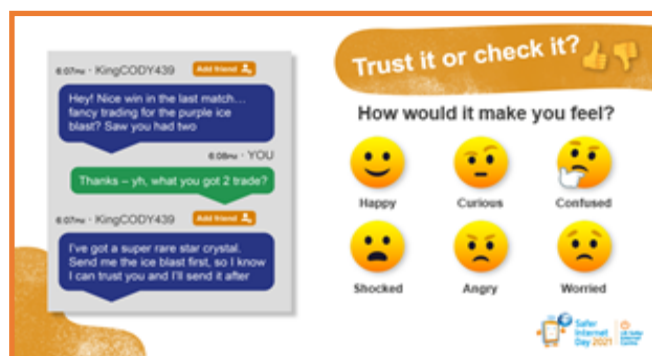 6:07PM · KingCODY439 Add friend
Hey! Nice win in the last match…
fancy trading for the purple ice
blast? Saw you had two
6:08PM · YOU
Thanks – yh, what you got 2 trade?
6:07PM · KingCODY439 Add friend
I've got a super rare star crystal.
Send me the ice blast first, so I know
I can trust you and I'll send it after
Trust it or check it?
How would it make you feel?
Happy Curious Confused
Shocked Angry Worried
Safer
Internet
Day 2021
UK Safer
Internet
Centre